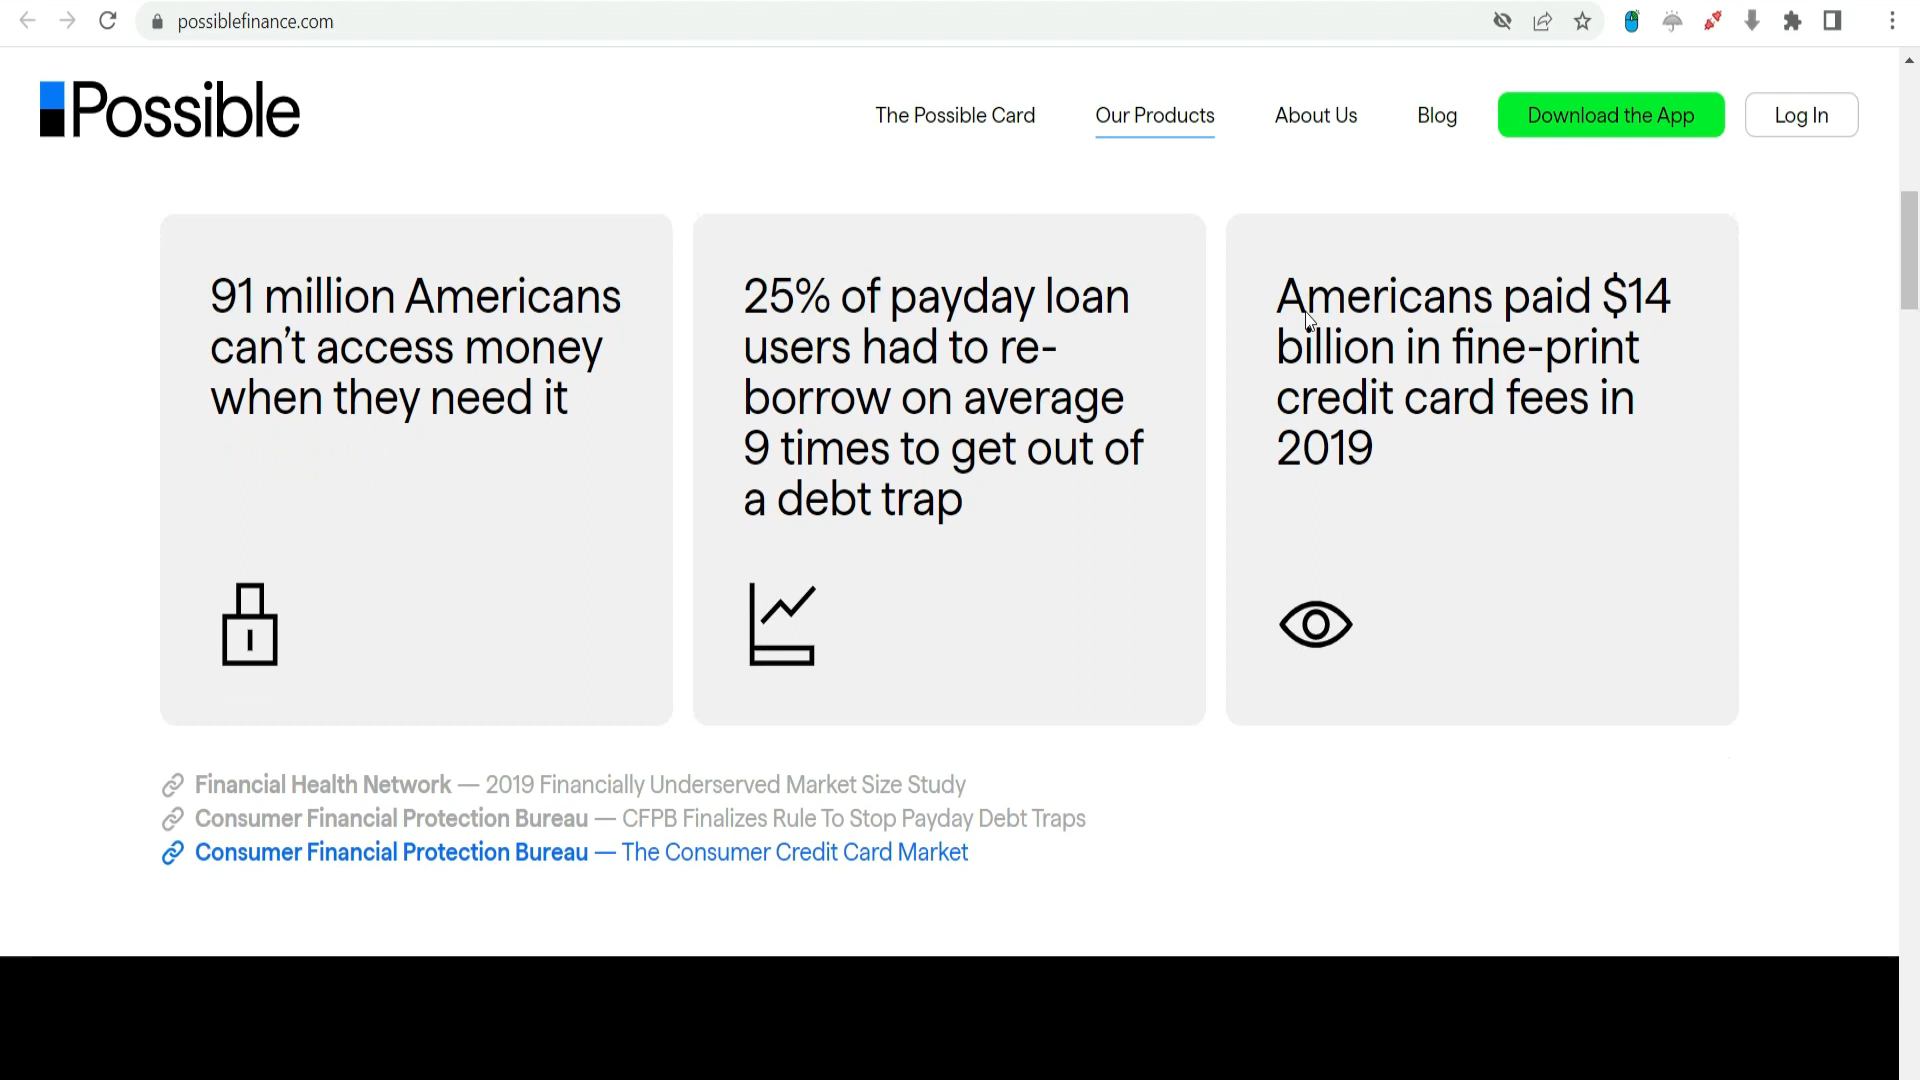 possiblefinance.com
Possible
The Possible Card
Our Products
About Us
Blog
Download the App
Log In
91 million Americans
can't access money
when they need it
25% of payday loan
users had to re-
borrow on average
9 times to get out of
a debt trap
Americans paid $14
billion in fine-print
credit card fees in
2019
Financial Health Network — 2019 Financially Underserved Market Size Study
Consumer Financial Protection Bureau — CFPB Finalizes Rule To Stop Payday Debt Traps
Consumer Financial Protection Bureau — The Consumer Credit Card Market